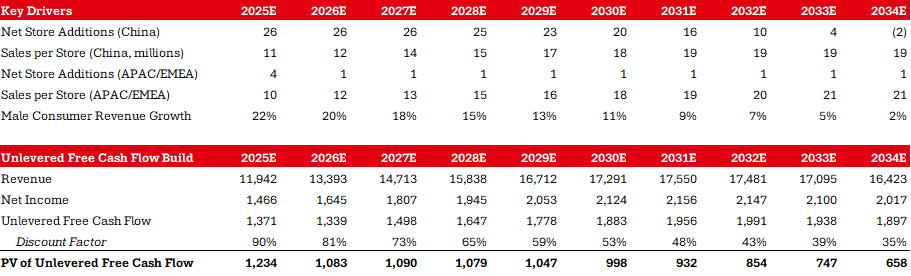 Key Drivers 2025E 2026E 2027E 2028E 2029E 2030E 2031E 2032E 2033E 2034E
Net Store Additions (China) 26 26 26 25 23 20 16 10 4 (2)
Sales per Store (China, millions) 11 12 14 15 17 18 19 19 19 19
Net Store Additions (APAC/EMEA) 4 1 1 1 1 1 1 1 1 1
Sales per Store (APAC/EMEA) 10 12 13 15 16 18 19 20 21 21
Male Consumer Revenue Growth 22% 20% 18% 15% 13% 11% 9% 7% 5% 2%
Unlevered Free Cash Flow Build 2025E 2026E 2027E 2028E 2029E 2030E 2031E 2032E 2033E 2034E
Revenue 11,942 13,393 14,713 15,838 16,712 17,291 17,550 17,481 17,095 16,423
Net Income 1,466 1,645 1,807 1,945 2,053 2,124 2,156 2,147 2,100 2,017
Unlevered Free Cash Flow 1,371 1,339 1,498 1,647 1,778 1,883 1,956 1,991 1,938 1,897
Discount Factor 90% 81% 73% 65% 59% 53% 48% 43% 39% 35%
PV of Unlevered Free Cash Flow 1,234 1,083 1,090 1,079 1,047 998 932 854 747 658